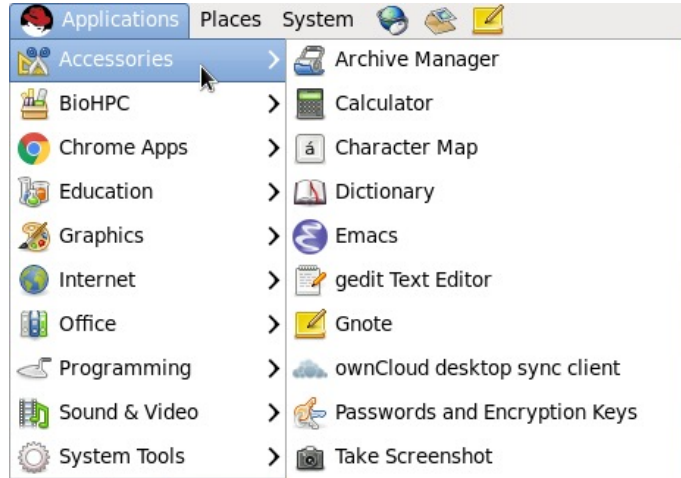 Applications Places System
Accessories
BioHPC
Chrome Apps
Education
Graphics
Internet
Office
Programming
Sound & Video
System Tools
Archive Manager
Calculator
á Character Map
Dictionary
Emacs
gedit Text Editor
Gnote
ownCloud desktop sync client
Passwords and Encryption Keys
Take Screenshot